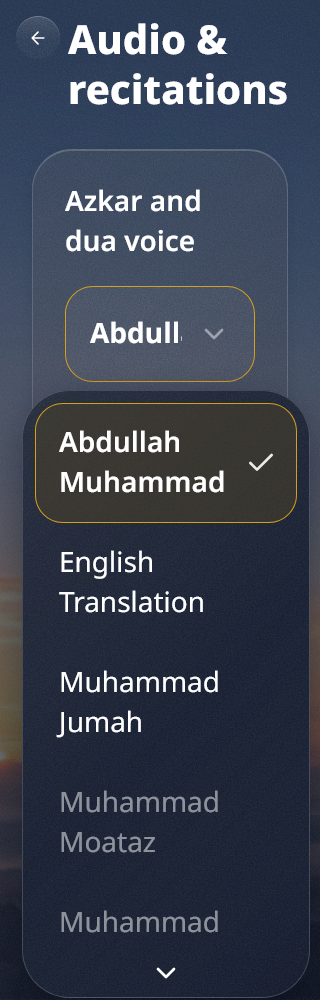 Audio &
recitations
Azkar and
dua voice
Abdull
Abdullah
Muhammad
English
Translation
Muhammad
Jumah
Muhammad
Moataz
Muhammad